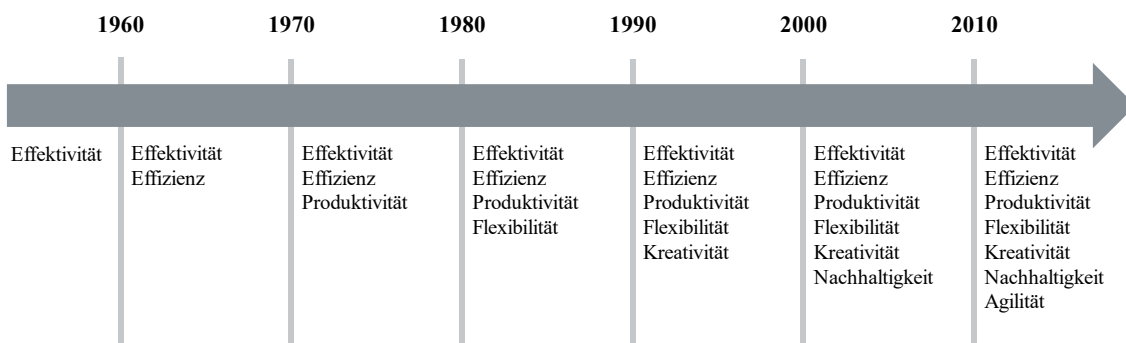 1960 1970 1980 1990 2000 2010
Effektivität
Effektivität
Effizienz
Effektivität
Effizienz
Produktivität
Effektivität
Effizienz
Produktivität
Flexibilität
Effektivität
Effizienz
Produktivität
Flexibilität
Kreativität
Effektivität
Effizienz
Produktivität
Flexibilität
Kreativität
Nachhaltigkeit
Effektivität
Effizienz
Produktivität
Flexibilität
Kreativität
Nachhaltigkeit
Agilität